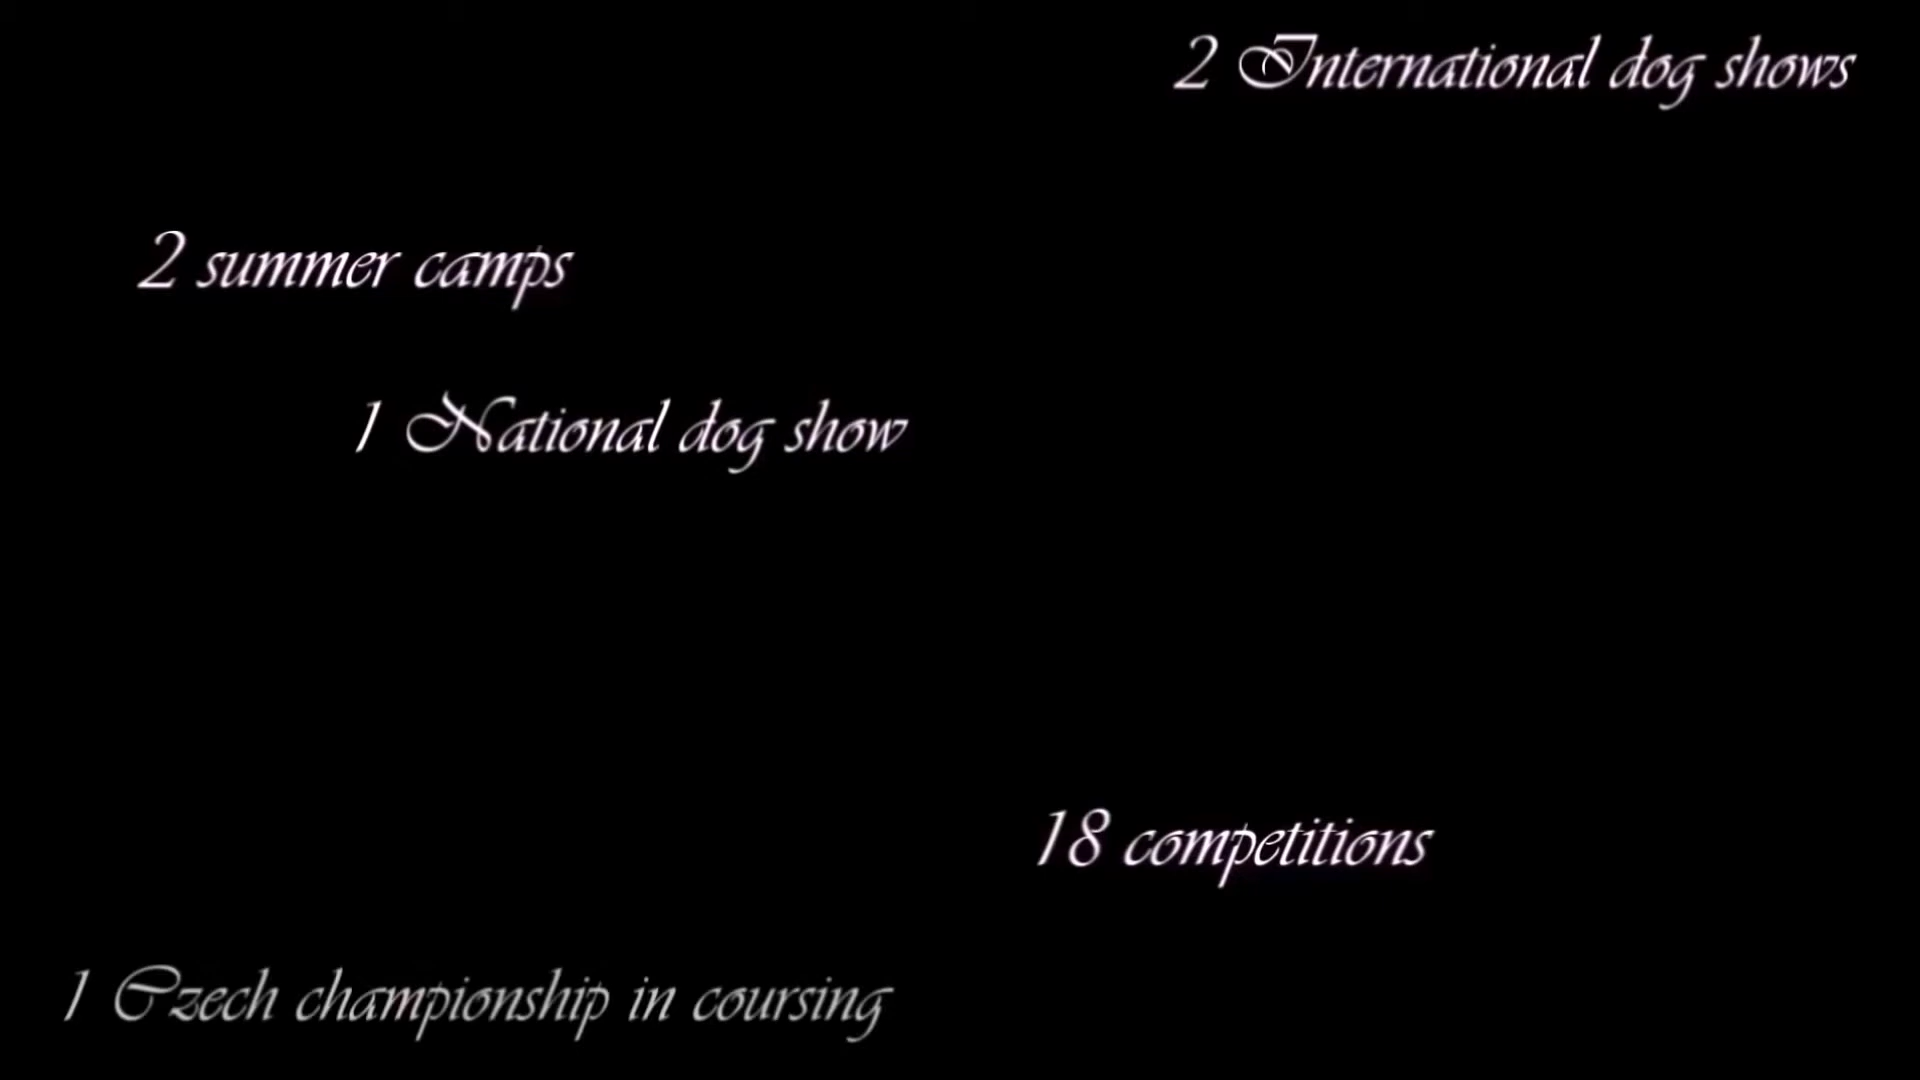 2 International dog shows
2 summer camps
1 National dog show
18 competitions
1 Czech championship in coursing